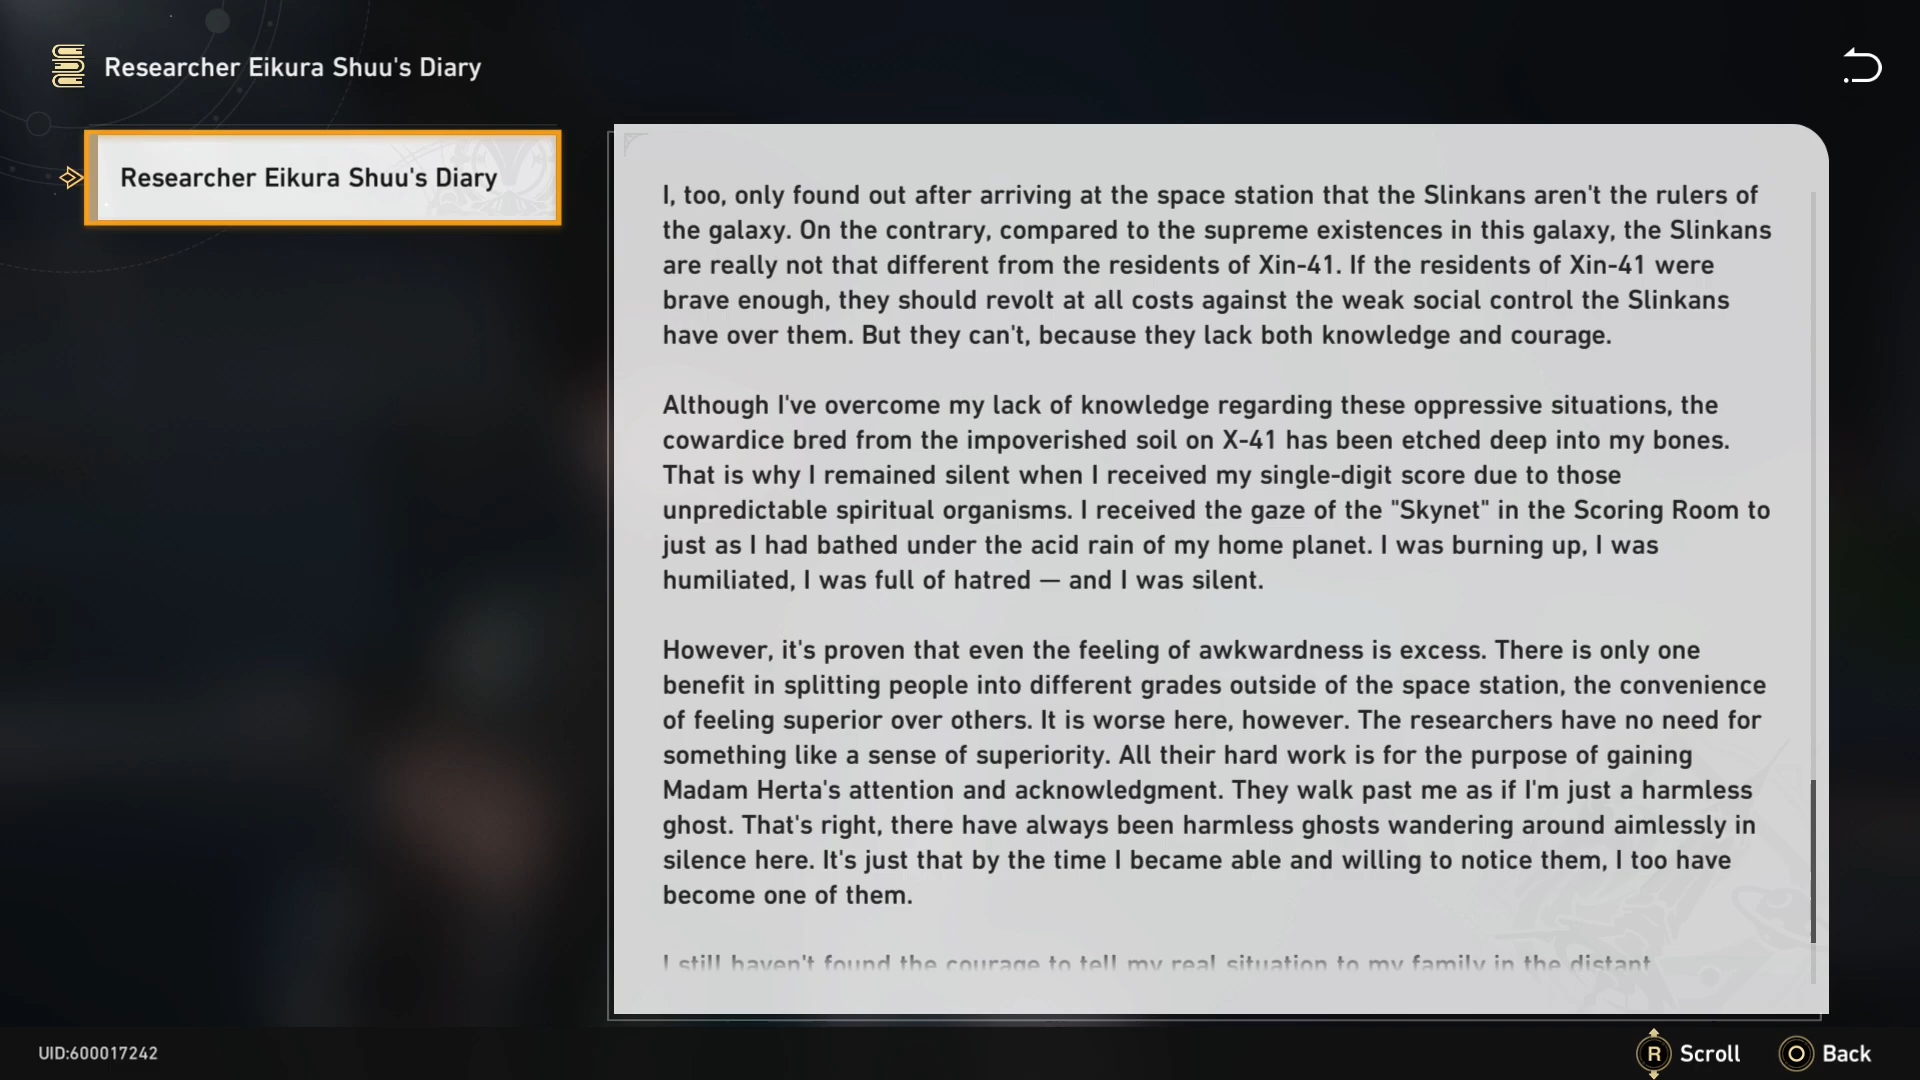 Researcher Eikura Shuu's Diary
Researcher Eikura Shuu's Diary
I, too, only found out after arriving at the space station that the Slinkans aren't the rulers of
the galaxy. On the contrary, compared to the supreme existences in this galaxy, the Slinkans
are really not that different from the residents of Xin-41. If the residents of Xin-41 were
brave enough, they should revolt at all costs against the weak social control the Slinkans
have over them. But they can't, because they lack both knowledge and courage.
Although I've overcome my lack of knowledge regarding these oppressive situations, the
cowardice bred from the impoverished soil on X-41 has been etched deep into my bones.
That is why I remained silent when I received my single-digit score due to those
unpredictable spiritual organisms. I received the gaze of the "Skynet" in the Scoring Room to
just as I had bathed under the acid rain of my home planet. I was burning up, I was
humiliated, I was full of hatred — and I was silent.
However, it's proven that even the feeling of awkwardness is excess. There is only one
benefit in splitting people into different grades outside of the space station, the convenience
of feeling superior over others. It is worse here, however. The researchers have no need for
something like a sense of superiority. All their hard work is for the purpose of gaining
Madam Herta's attention and acknowledgment. They walk past me as if I'm just a harmless
ghost. That's right, there have always been harmless ghosts wandering around aimlessly in
silence here. It's just that by the time I became able and willing to notice them, I too have
become one of them.
I still haven't found the courage to tell my real situation to my family in the distant
UID:600017242
R Scroll
Back